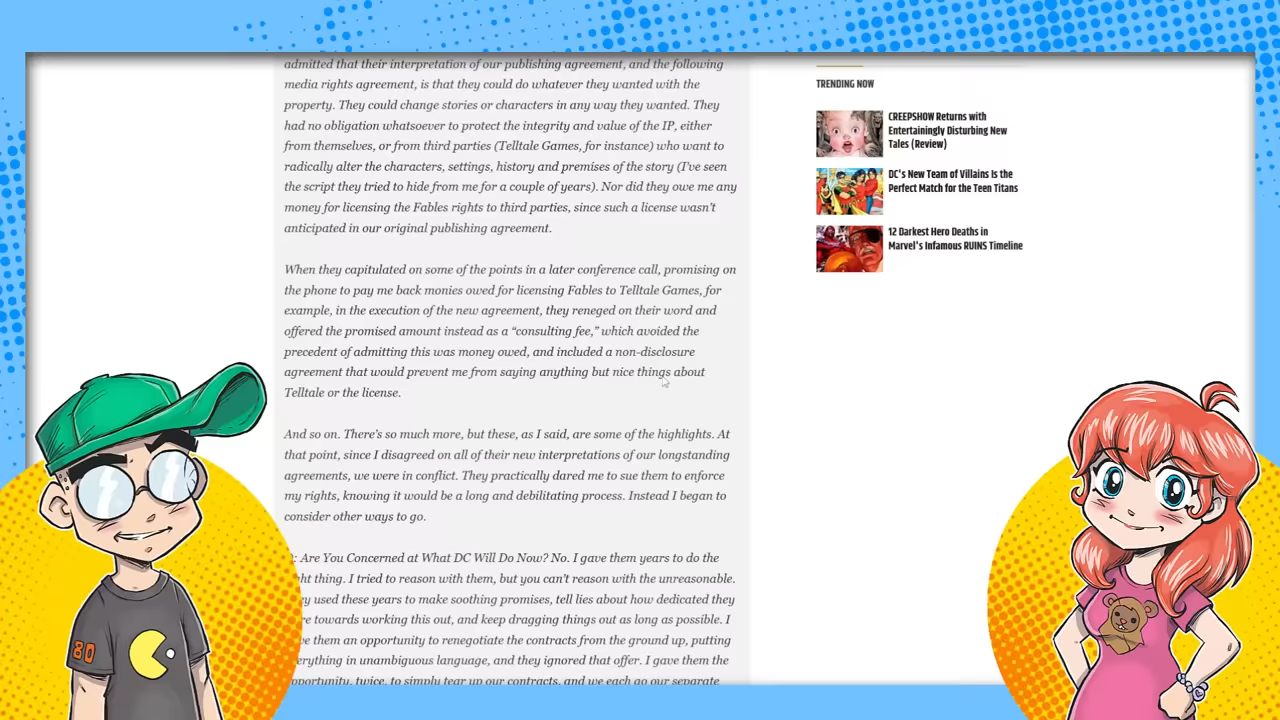 admitted that their interpretation of our publishing agreement, and the following
media rights agreement, is that they could do whatever they wanted with the
property. They could change stories or characters in any way they wanted. They
had no obligation whatsoever to protect the integrity and value of the IP, either
from themselves, or from third parties (Telltale Games, for instance) who want to
radically alter the characters, settings, history and premises of the story (I've seen
the script they tried to hide from me for a couple of years). Nor did they owe me any
money for licensing the Fables rights to third parties, since such a license wasn't
anticipated in our original publishing agreement.
When they capitulated on some of the points in a later conference call, promising on
the phone to pay me back monies owed for licensing Fables to Telltale Games, for
example, in the execution of the new agreement, they reneged on their word and
offered the promised amount instead as a “consulting fee,” which avoided the
precedent of admitting this was money owed, and included a non-disclosure
agreement that would prevent me from saying anything but nice things about
Telltale or the license.
And so on. There's so much more, but these, as I said, are some of the highlights. At
that point, since I disagreed on all of their new interpretations of our longstanding
agreements, we were in conflict. They practically dared me to sue them to enforce
my rights, knowing it would be a long and debilitating process. Instead I began to
consider other ways to go.
: Are You Concerned at What DC Will Do Now? No. I gave them years to do the
ght thing. I tried to reason with them, but you can't reason with the unreasonable.
y used these years to make soothing promises, tell lies about how dedicated they
re towards working this out, and keep dragging things out as long as possible. I
ve them an opportunity to renegotiate the contracts from the ground up, putting
erything in unambiguous language, and they ignored that offer. I gave them the
pportunity, twice, to simply tear up our contracts, and we each go our separate
TRENDING NOW
CREEPSHOW Returns with
Entertainingly Disturbing New
Tales (Review)
DC's New Team of Villains Is the
Perfect Match for the Teen Titans
12 Darkest Hero Deaths in
Marvel's Infamous RUINS Timeline
80